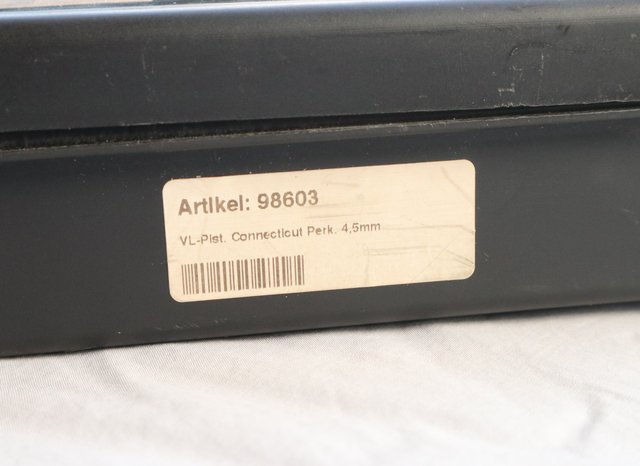 Artikel: 98603
VL-Pist. Connecticut Perk. 4,5mm